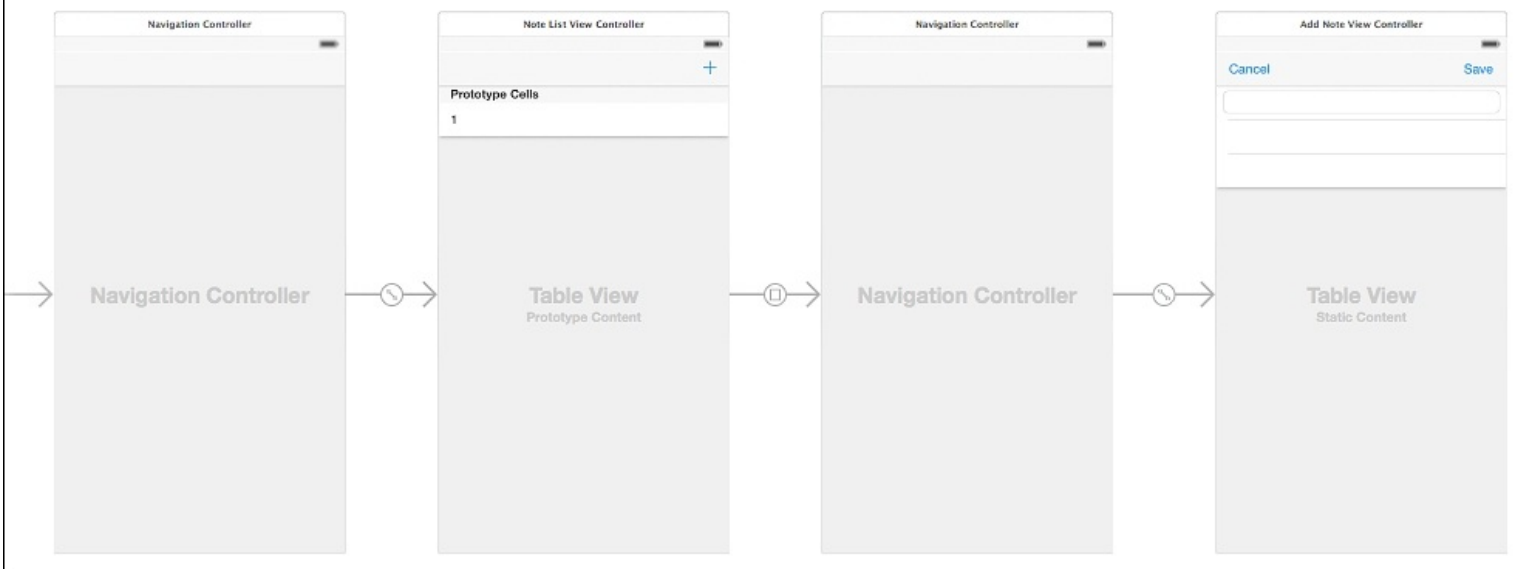 Navigation Controller
Navigation Controller
Note List View Controller
+
Prototype Cells
1
Table View
Prototype Content
Navigation Controller
Navigation Controller
Add Note View Controller
Cancel Save
Table View
Static Content